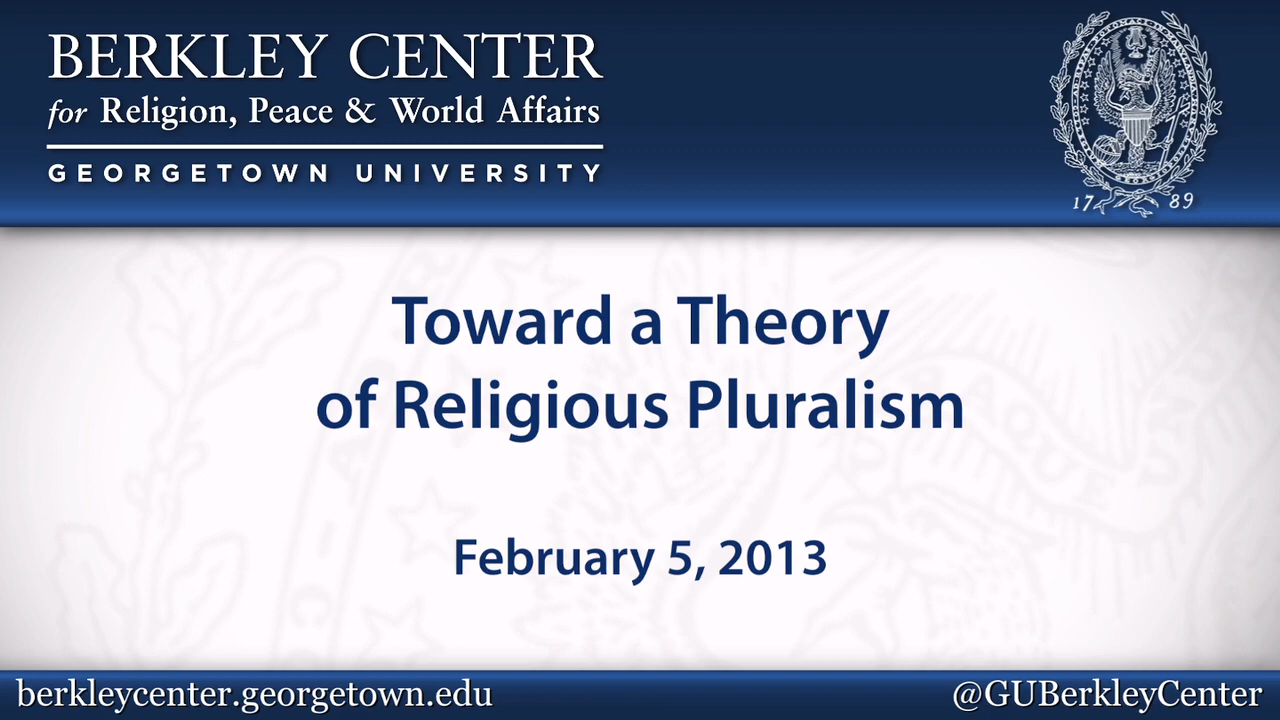 BERKLEY CENTER
for Religion, Peace & World Affairs
GEORGETOWN UNIVERSITY
17 89
Toward a Theory
of Religious Pluralism
February 5, 2013
berkleycenter.georgetown.edu
@GUBerkleyCenter